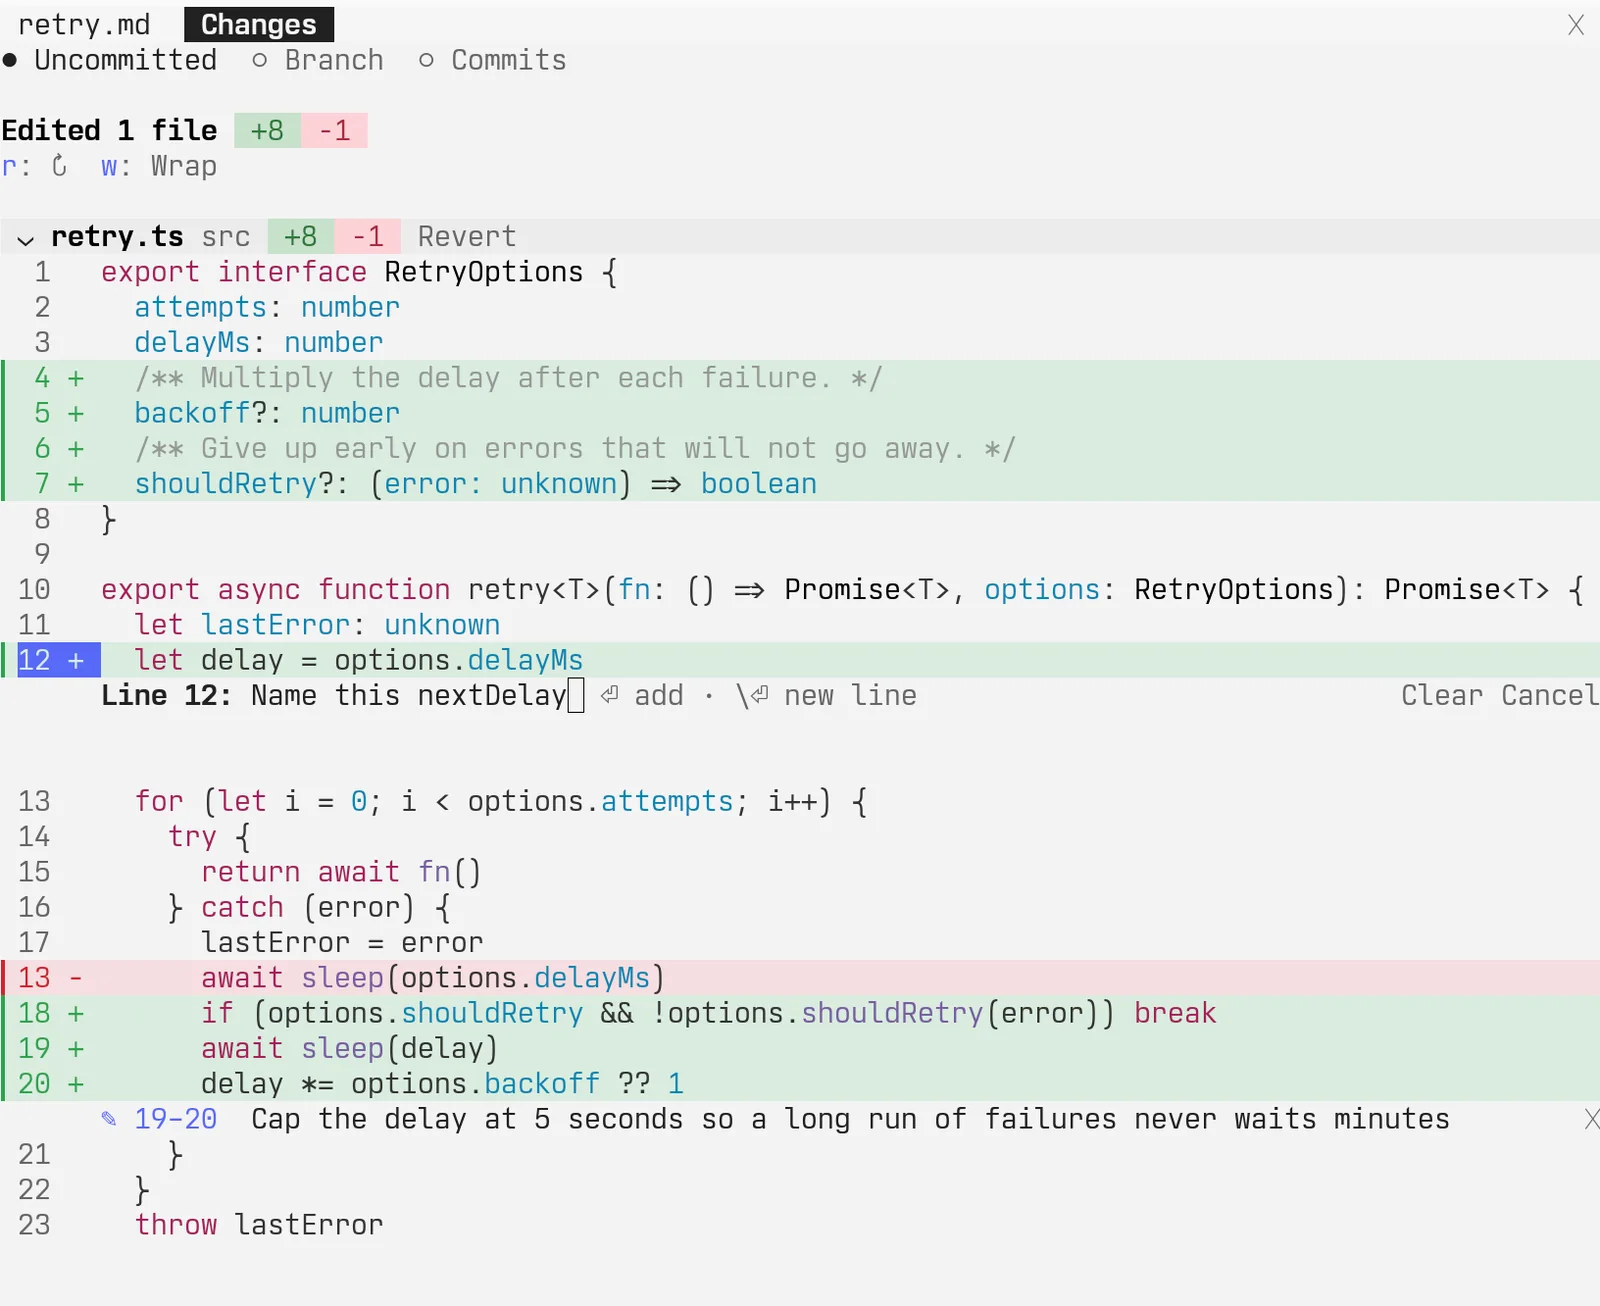 retry.md Changes X
● Uncommitted ○ Branch ○ Commits
Edited 1 file +8 -1
r: ↻ w: Wrap
⌄ retry.ts src +8 -1 Revert
1 export interface RetryOptions {
2 attempts: number
3 delayMs: number
4 + /** Multiply the delay after each failure. */
5 + backoff?: number
6 + /** Give up early on errors that will not go away. */
7 + shouldRetry?: (error: unknown) => boolean
8 }
9
10 export async function retry<T>(fn: () => Promise<T>, options: RetryOptions): Promise<T> {
11 let lastError: unknown
12 + let delay = options.delayMs
Line 12: Name this nextDelay ⏎ add · \⏎ new line Clear Cancel
13 for (let i = 0; i < options.attempts; i++) {
14 try {
15 return await fn()
16 } catch (error) {
17 lastError = error
13 - await sleep(options.delayMs)
18 + if (options.shouldRetry && !options.shouldRetry(error)) break
19 + await sleep(delay)
20 + delay *= options.backoff ?? 1
✎ 19-20 Cap the delay at 5 seconds so a long run of failures never waits minutes X
21 }
22 }
23 throw lastError